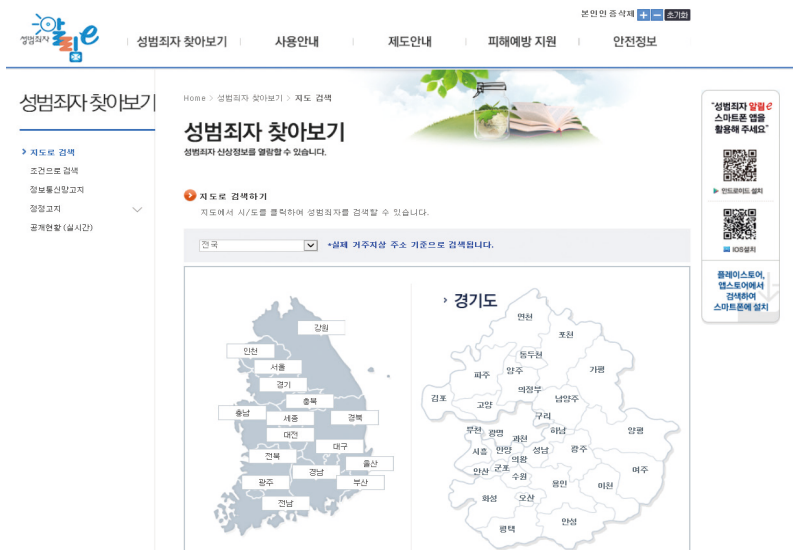 본인인증삭제 + − 초기화
성범죄자 알림e
성범죄자 찾아보기
사용안내
제도안내
피해예방 지원
안전정보
성범죄자 찾아보기
지도로 검색
조건으로 검색
정보통신망고지
정정고지
공개현황 (실시간)
Home > 성범죄자 찾아보기 > 지도 검색
성범죄자 찾아보기
성범죄자 신상정보를 열람할 수 있습니다.
지도로 검색하기
지도에서 시/도를 클릭하여 성범죄자를 검색할 수 있습니다.
전국
*실제 거주지상 주소 기준으로 검색됩니다.
강원
인천
서울
경기
충북
충남
세종
경북
대전
대구
전북
울산
경남
광주
부산
전남
> 경기도
연천
포천
동두천
파주
양주
가평
의정부
김포
고양
남양주
구리
부천
광명
과천
하남
양평
시흥
안양
성남
광주
의왕
안산
군포
수원
여주
용인
이천
화성
오산
안성
평택
"성범죄자 알림e
스마트폰 앱을
활용해 주세요"
안드로이드 설치
IOS설치
플레이스토어,
앱스토어에서
검색하여
스마트폰에 설치